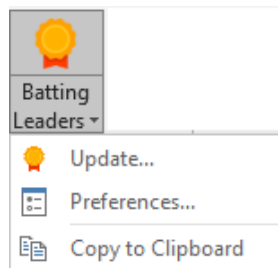 Batting
Leaders
Update...
Preferences...
Copy to Clipboard